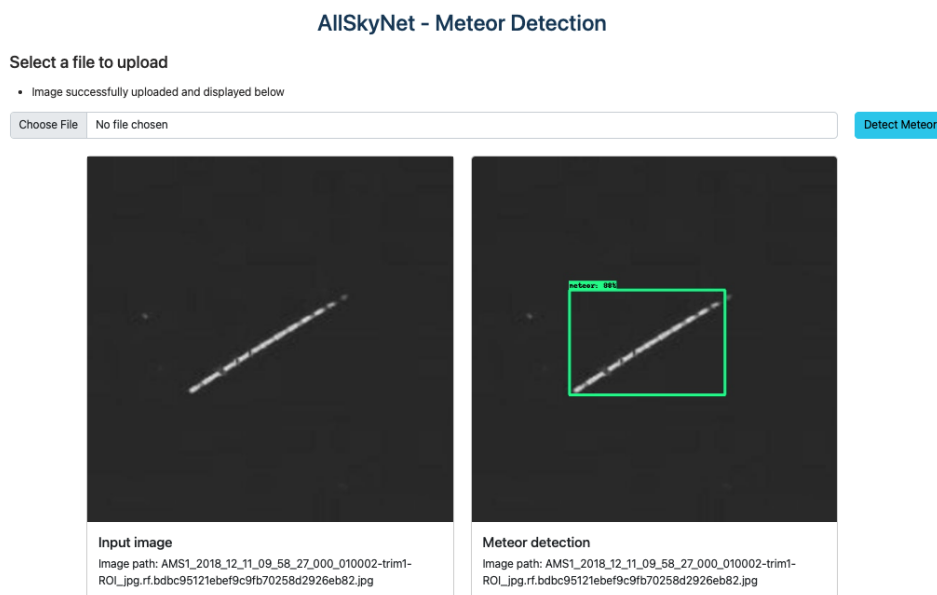 AllSkyNet - Meteor Detection
Select a file to upload
Image successfully uploaded and displayed below
Choose File No file chosen
Detect Meteor
meteor: 98%
Input image
Image path: AMS1_2018_12_11_09_58_27_000_010002-trim1-
ROI_jpg.rf.bdbc95121ebef9c9fb70258d2926eb82.jpg
Meteor detection
Image path: AMS1_2018_12_11_09_58_27_000_010002-trim1-
ROI_jpg.rf.bdbc95121ebef9c9fb70258d2926eb82.jpg